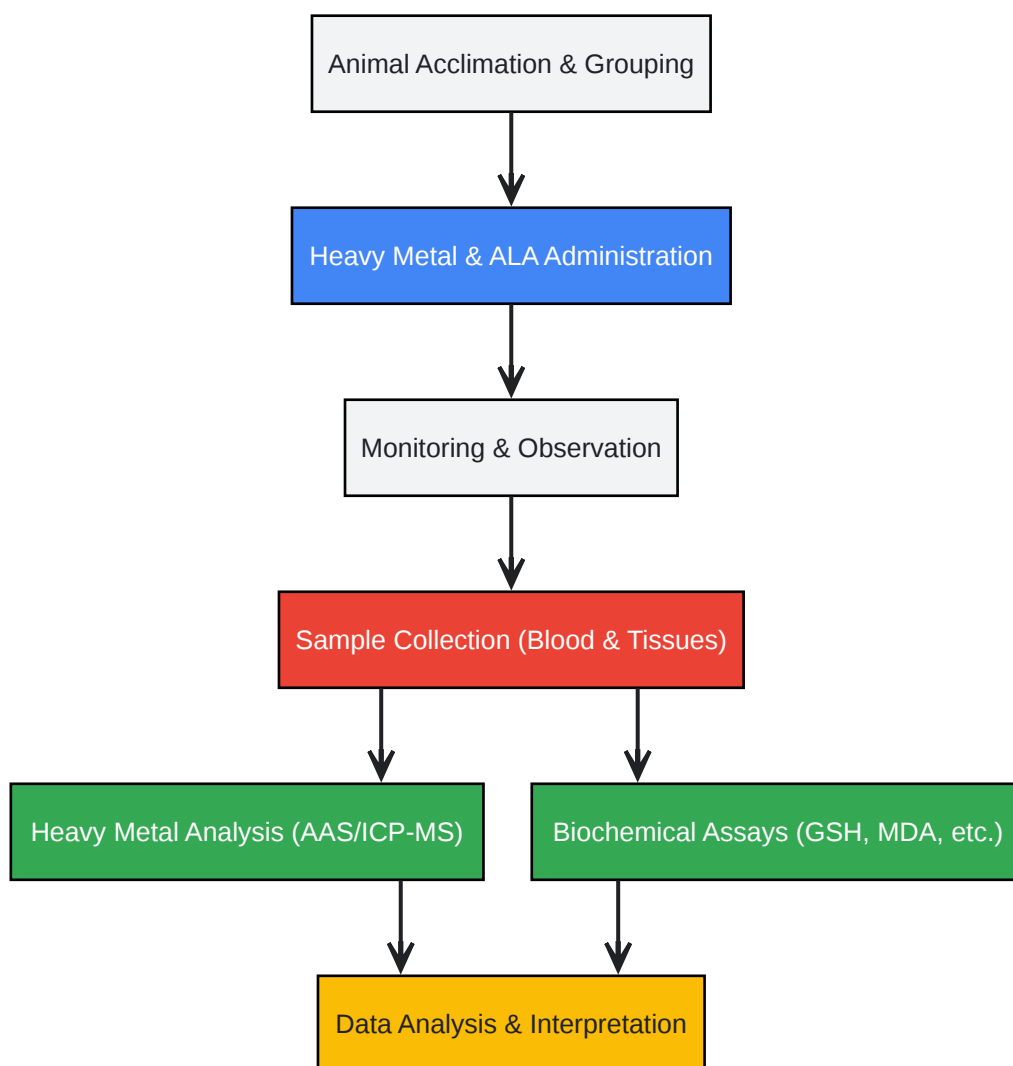 Animal Acclimation & Grouping
Heavy Metal & ALA Administration
Monitoring & Observation
Sample Collection (Blood & Tissues)
Heavy Metal Analysis (AAS/ICP-MS)
Biochemical Assays (GSH, MDA, etc.)
Data Analysis & Interpretation